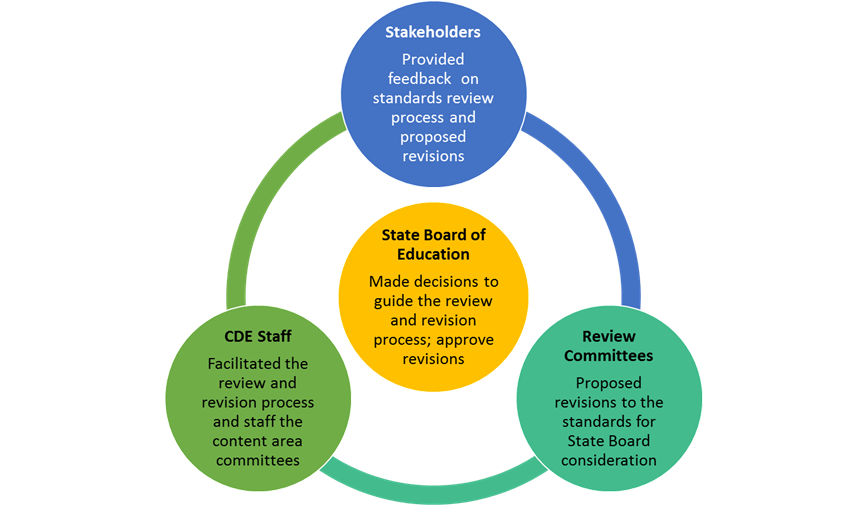 Stakeholders
Provided
feedback on
standards review
process and
proposed
revisions
State Board of
Education
Made decisions to
guide the review
and revision
process; approve
revisions
CDE Staff
Facilitated the
review and
revision process
and staff the
content area
committees
Review
Committees
Proposed
revisions to the
standards for
State Board
consideration